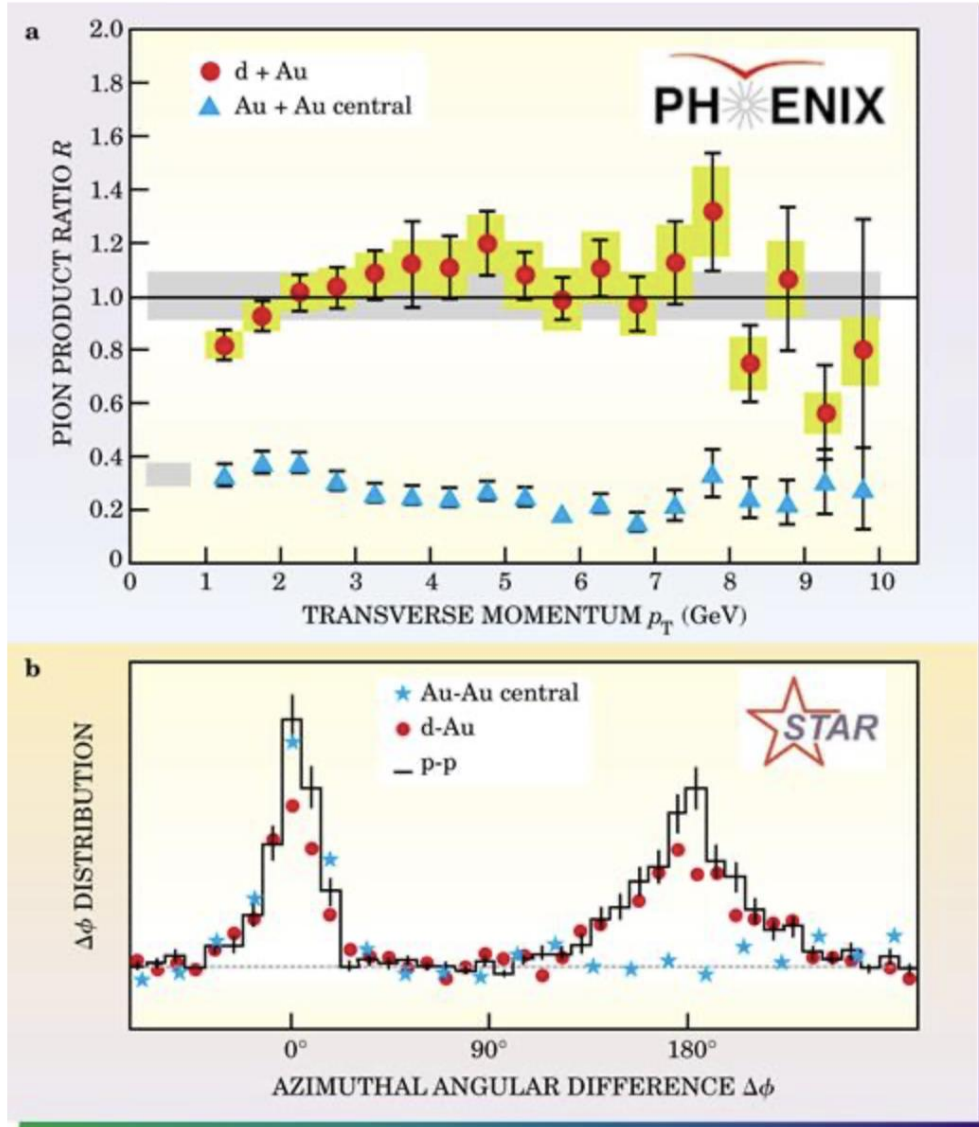 a
2.0
1.8
1.6
1.4
1.2
1.0
0.8
0.6
0.4
0.2
0
PION PRODUCT RATIO R
d + Au
Au + Au central
PHENIX
0 1 2 3 4 5 6 7 8 9 10
TRANSVERSE MOMENTUM pT (GeV)
b
Δϕ DISTRIBUTION
Au-Au central
d-Au
p-p
STAR
0° 90° 180°
AZIMUTHAL ANGULAR DIFFERENCE Δϕ